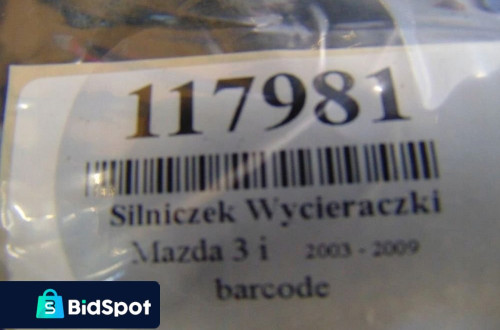 117981
Silniczek Wycieraczki
Mazda 3 i 2003 - 2009
barcode
BidSpot